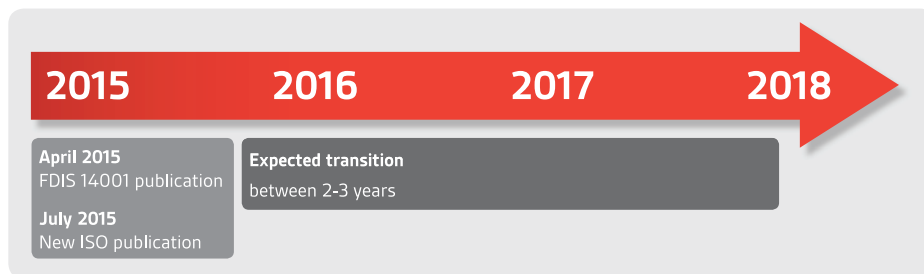 2015 2016 2017 2018
April 2015
FDIS 14001 publication
July 2015
New ISO publication
Expected transition
between 2-3 years